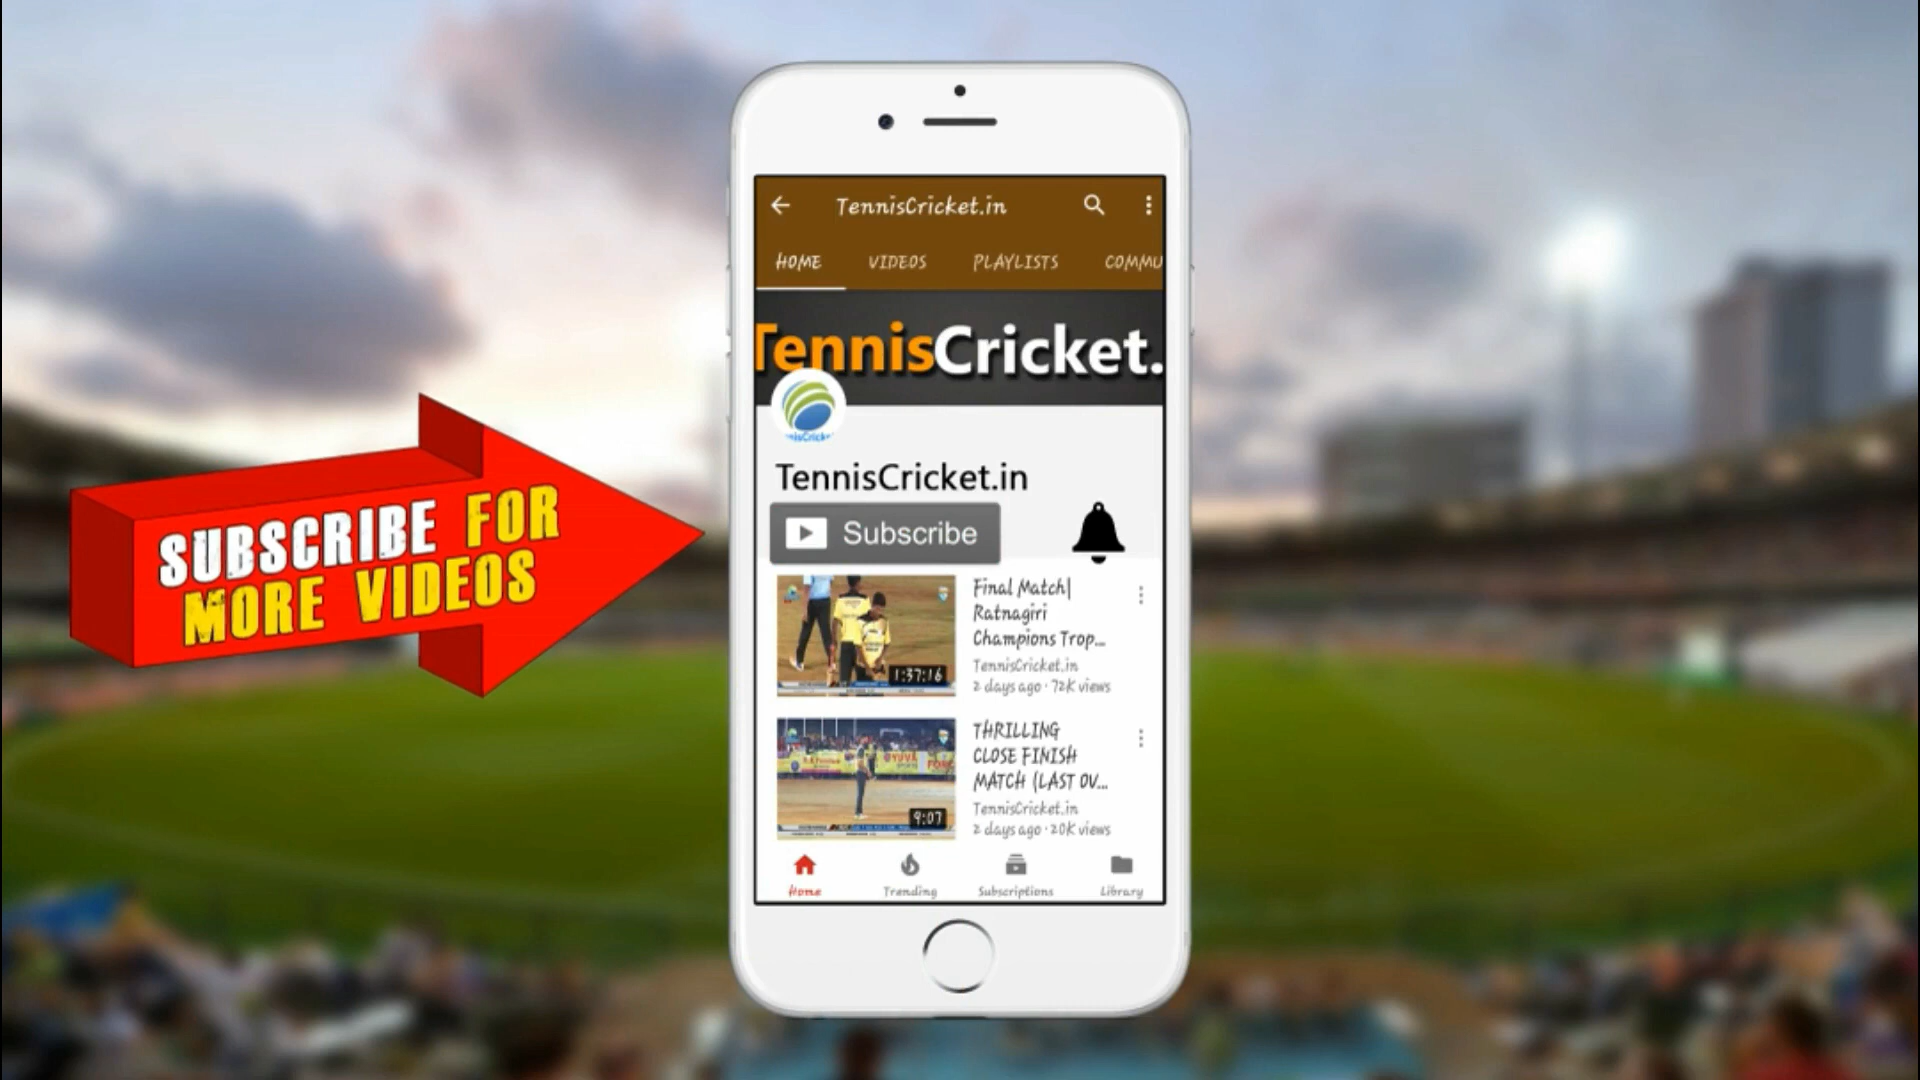 TennisCricket.in
HOME VIDEOS PLAYLISTS COMMU
TennisCricket.
TennisCricket.in
Subscribe
SUBSCRIBE FOR
MORE VIDEOS
Final Match|
Ratnagiri
Champions Trop...
TennisCricket.in
2 days ago · 72K views
1:37:16
THRILLING
CLOSE FINISH
MATCH (LAST OV...
TennisCricket.in
2 days ago · 20K views
9:07
Home Trending Subscriptions Library